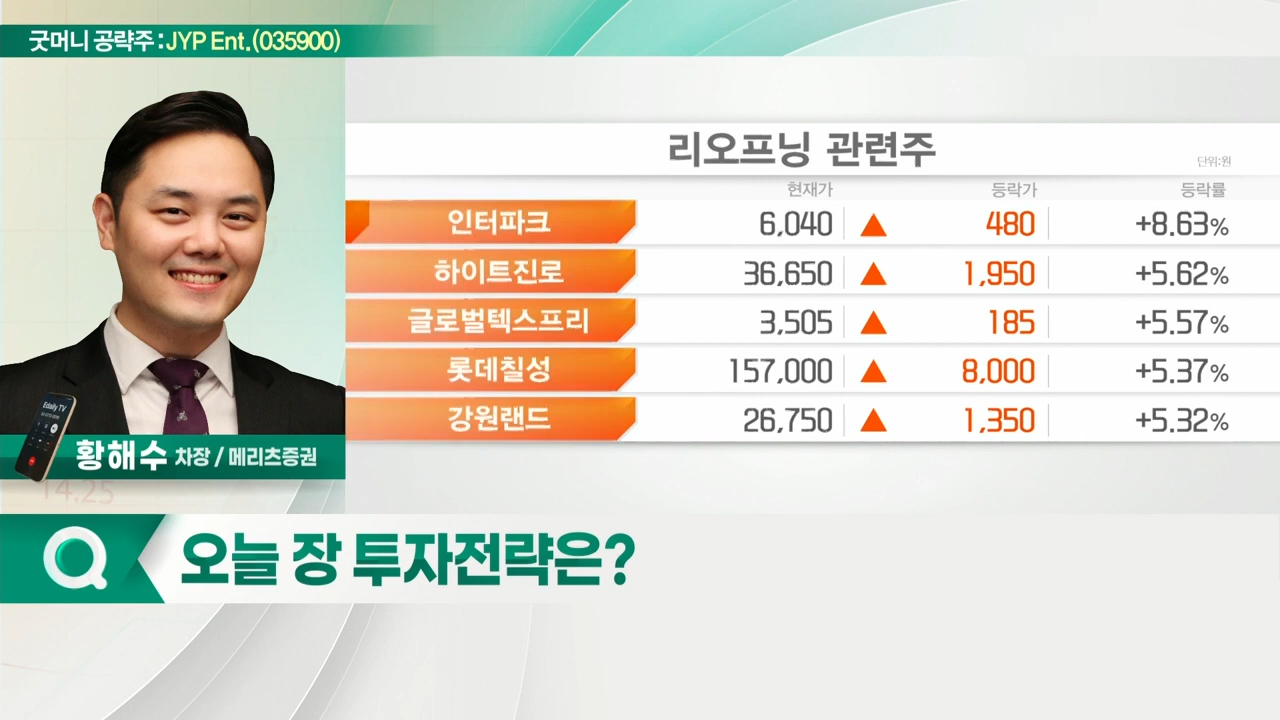 굿머니 공략주 : JYP Ent.(035900)
리오프닝 관련주
단위:원
현재가 등락가 등락률
인터파크 6,040 ▲ 480 +8.63%
하이트진로 36,650 ▲ 1,950 +5.62%
글로벌텍스프리 3,505 ▲ 185 +5.57%
롯데칠성 157,000 ▲ 8,000 +5.37%
강원랜드 26,750 ▲ 1,350 +5.32%
Edaily TV
황해수 차장 / 메리츠증권
14.25
Q 오늘 장 투자전략은?